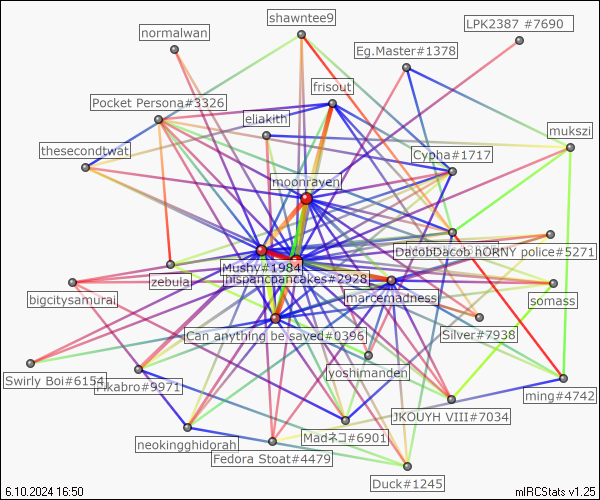 shawntee9
LPK2387 #7690
normalwan
Eg.Master#1378
frisout
Pocket Persona#3326
eliakith
mukszi
thesecondtwat
Cypha#1717
moonraven
DacobDacob hORNY police#5271
Mushy#1984
zebula
hispancpancakes#2928
bigcitysamurai
marcemadness
somass
Can anything be saved#0396
Silver#7938
yoshimanden
Swirly Boi#6154
Pikabro#9971
ming#4742
JKOUYH VIII#7034
Madネコ#6901
neokingghidorah
Fedora Stoat#4479
Duck#1245
6.10.2024 16:50
mIRCStats v1.25